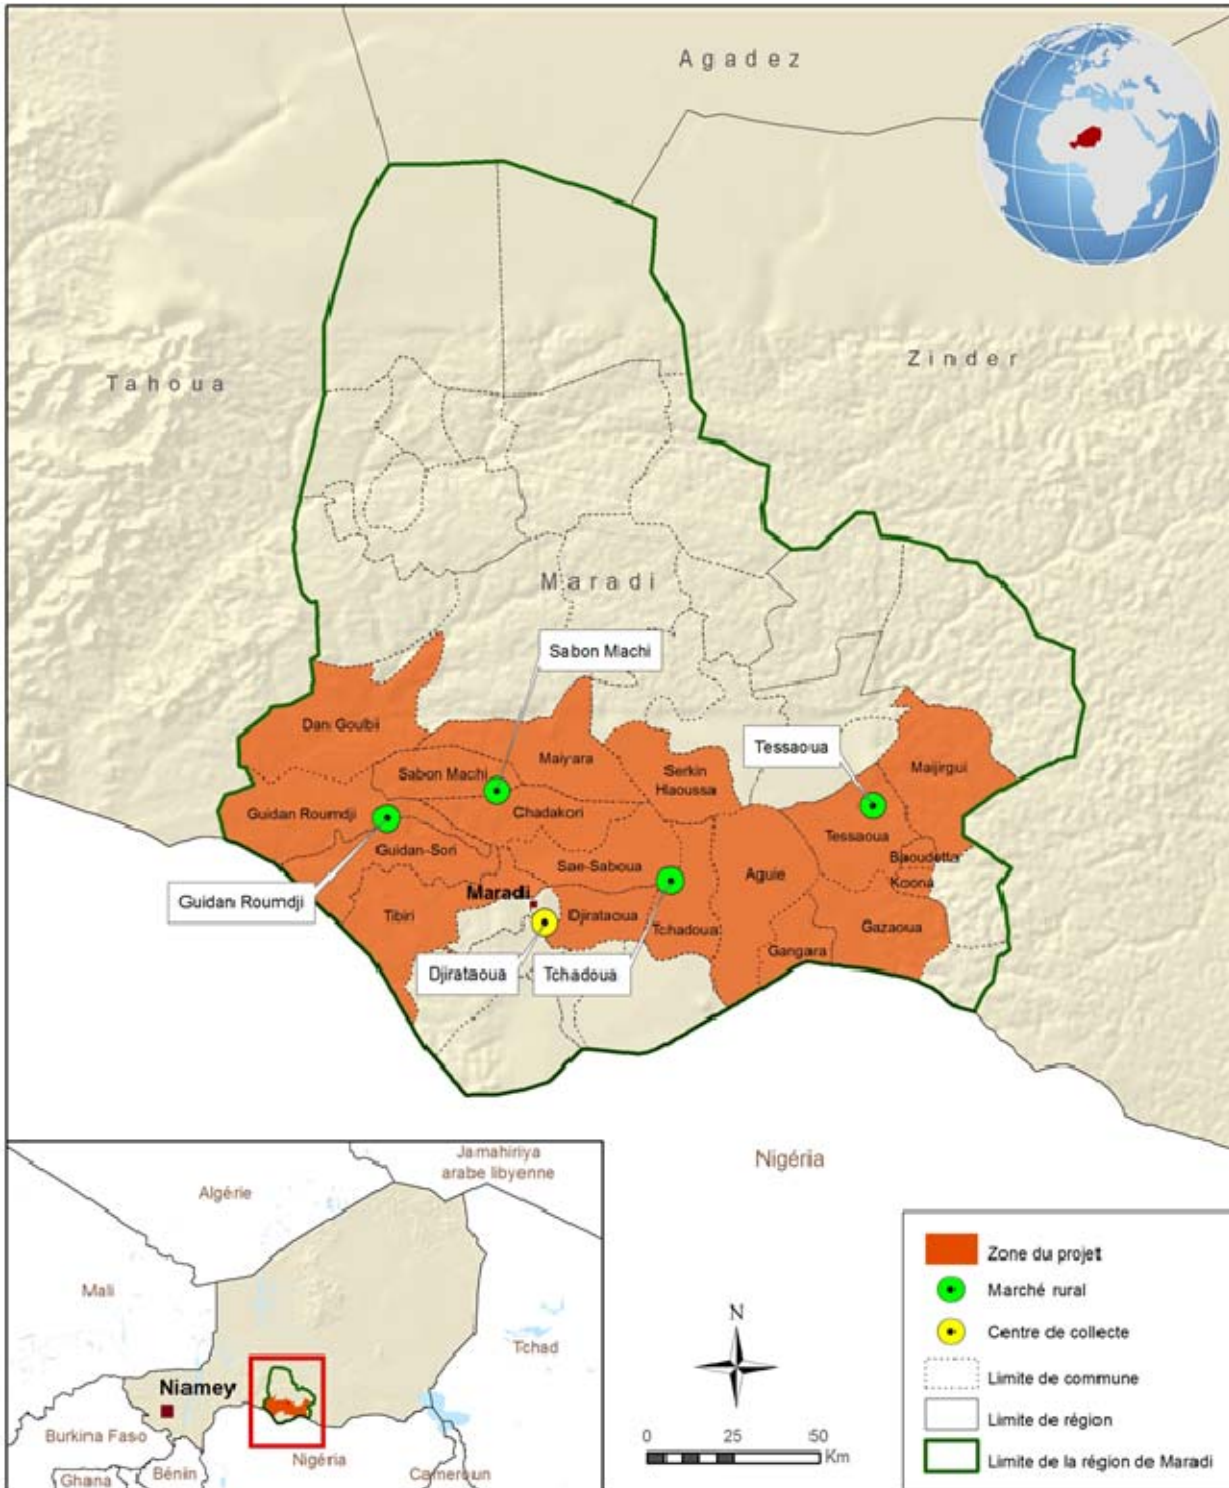 Agadez
Tahoua
Zinder
Maradi
Sabon Machi
Tessaoua
Dan Goulbi
Maiyara
Sabon Machi
Serkin
Haoussa
Maijirgui
Guidan Roumdji
Chadakori
Tessaoua
Guidan-Sori
Sae-Saboua
Aguie
Baoudetta
Koona
Guidan Roumdji
Maradi
Tibiri
Djirataoua
Tchadoua
Gazaoua
Gangara
Djirataoua
Tchadoua
Nigéria
Jamahiriya
arabe libyenne
Algérie
Mali
Tchad
Niamey
Burkina Faso
Nigéria
Ghana
Bénin
Cameroun
N
0 25 50
Km
Zone du projet
Marché rural
Centre de collecte
Limite de commune
Limite de région
Limite de la région de Maradi